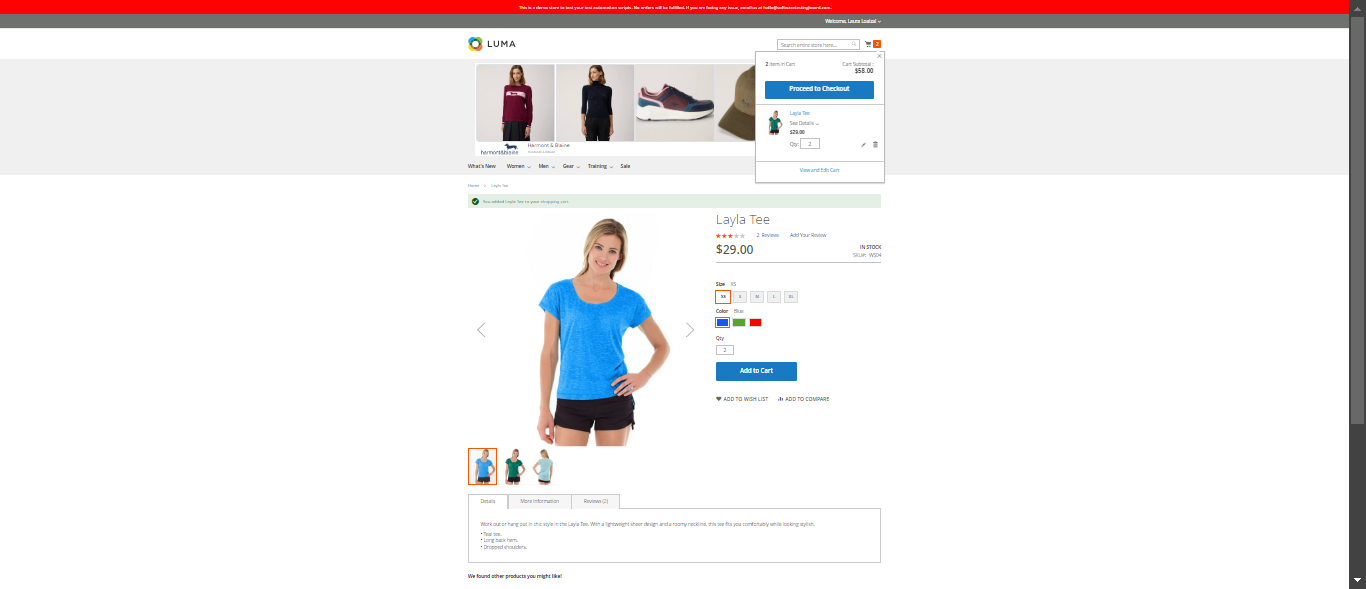 This is a demo store to test your test automation scripts. No orders will be fulfilled. If you are facing any issue, email us at hello@softwaretestingboard.com.
Welcome, Laura Loatzol
LUMA
Search entire store here...
2
2 Item in Cart
Cart Subtotal :
$58.00
Proceed to Checkout
Layla Tee
See Details
$29.00
Qty: 2
View and Edit Cart
Harmont & Blaine
harmont&blaine
What's New Women Men Gear Training Sale
Home Layla Tee
You added Layla Tee to your shopping cart.
Layla Tee
2 Reviews Add Your Review
$29.00
IN STOCK
SKU#: WS04
Size XS
XS S M L XL
Color Blue
Qty
2
Add to Cart
ADD TO WISH LIST ADD TO COMPARE
Details More Information Reviews (2)
Work out or hang out in chic style in the Layla Tee. With a lightweight sheer design and a roomy neckline, this tee fits you comfortably while looking stylish.
• Teal tee.
• Long back hem.
• Dropped shoulders.
We found other products you might like!